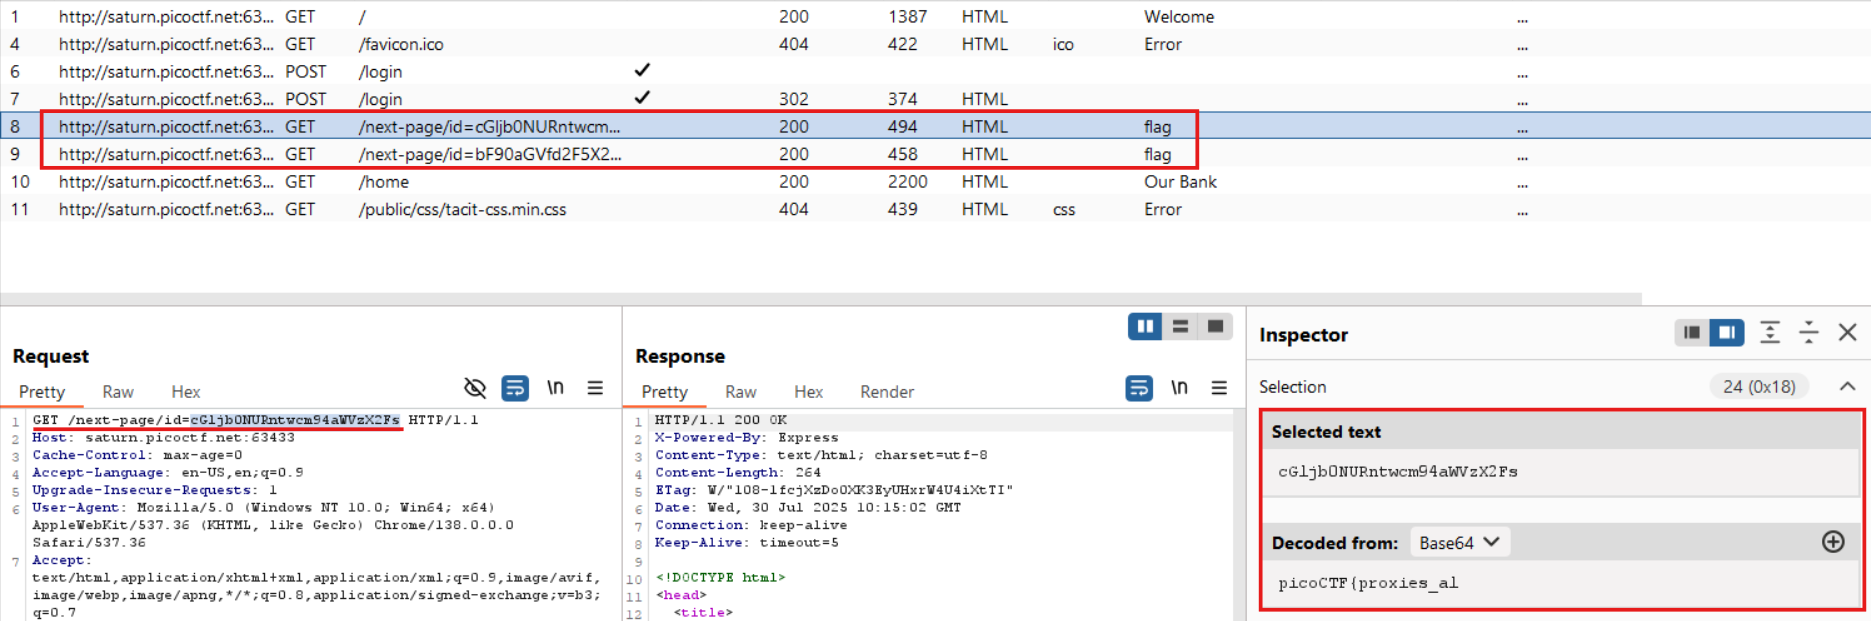 1 http://saturn.picoctf.net:63... GET / 200 1387 HTML Welcome ...
4 http://saturn.picoctf.net:63... GET /favicon.ico 404 422 HTML ico Error ...
6 http://saturn.picoctf.net:63... POST /login ✓ ...
7 http://saturn.picoctf.net:63... POST /login ✓ 302 374 HTML ...
8 http://saturn.picoctf.net:63... GET /next-page/id=cGljb0NURntwcm... 200 494 HTML flag ...
9 http://saturn.picoctf.net:63... GET /next-page/id=bF90aGVfd2F5X2... 200 458 HTML flag ...
10 http://saturn.picoctf.net:63... GET /home 200 2200 HTML Our Bank ...
11 http://saturn.picoctf.net:63... GET /public/css/tacit-css.min.css 404 439 HTML css Error ...
Request
Pretty Raw Hex \n
1 GET /next-page/id=cGljb0NURntwcm94aWVzX2Fs HTTP/1.1
2 Host: saturn.picoctf.net:63433
3 Cache-Control: max-age=0
4 Accept-Language: en-US,en;q=0.9
5 Upgrade-Insecure-Requests: 1
6 User-Agent: Mozilla/5.0 (Windows NT 10.0; Win64; x64)
AppleWebKit/537.36 (KHTML, like Gecko) Chrome/138.0.0.0
Safari/537.36
7 Accept:
text/html,application/xhtml+xml,application/xml;q=0.9,image/avif,
image/webp,image/apng,*/*;q=0.8,application/signed-exchange;v=b3;
q=0.7
Response
Pretty Raw Hex Render \n
1 HTTP/1.1 200 OK
2 X-Powered-By: Express
3 Content-Type: text/html; charset=utf-8
4 Content-Length: 264
5 ETag: W/"108-1fcjXzDo0XK3EyUHxrW4U4iXtTI"
6 Date: Wed, 30 Jul 2025 10:15:02 GMT
7 Connection: keep-alive
8 Keep-Alive: timeout=5
9
10 <!DOCTYPE html>
11 <head>
12 <title>
Inspector
Selection 24 (0x18)
Selected text
cGljb0NURntwcm94aWVzX2Fs
Decoded from: Base64
picoCTF{proxies_al